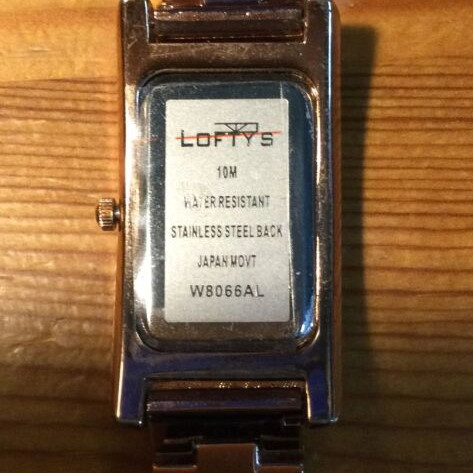 LOFTYS
10M
WATER RESISTANT
STAINLESS STEEL BACK
JAPAN MOVT
W8066AL